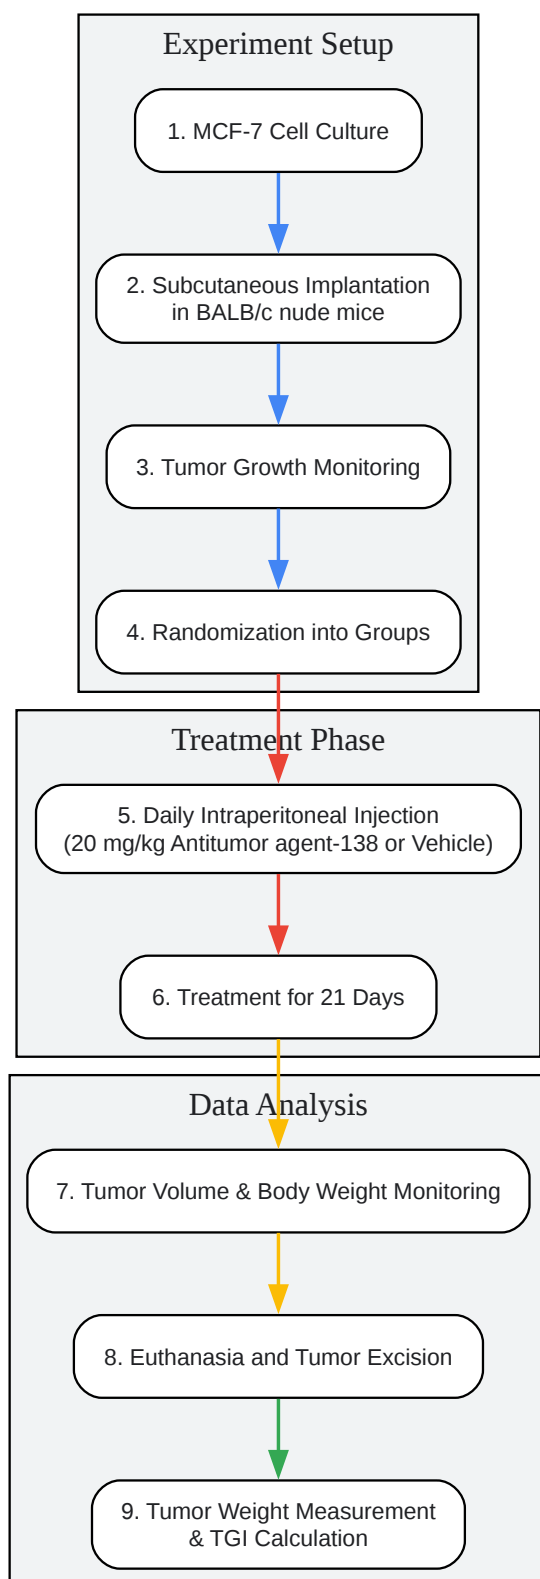 Experiment Setup
1. MCF-7 Cell Culture
2. Subcutaneous Implantation
in BALB/c nude mice
3. Tumor Growth Monitoring
4. Randomization into Groups
Treatment Phase
5. Daily Intraperitoneal Injection
(20 mg/kg Antitumor agent-138 or Vehicle)
6. Treatment for 21 Days
Data Analysis
7. Tumor Volume & Body Weight Monitoring
8. Euthanasia and Tumor Excision
9. Tumor Weight Measurement
& TGI Calculation